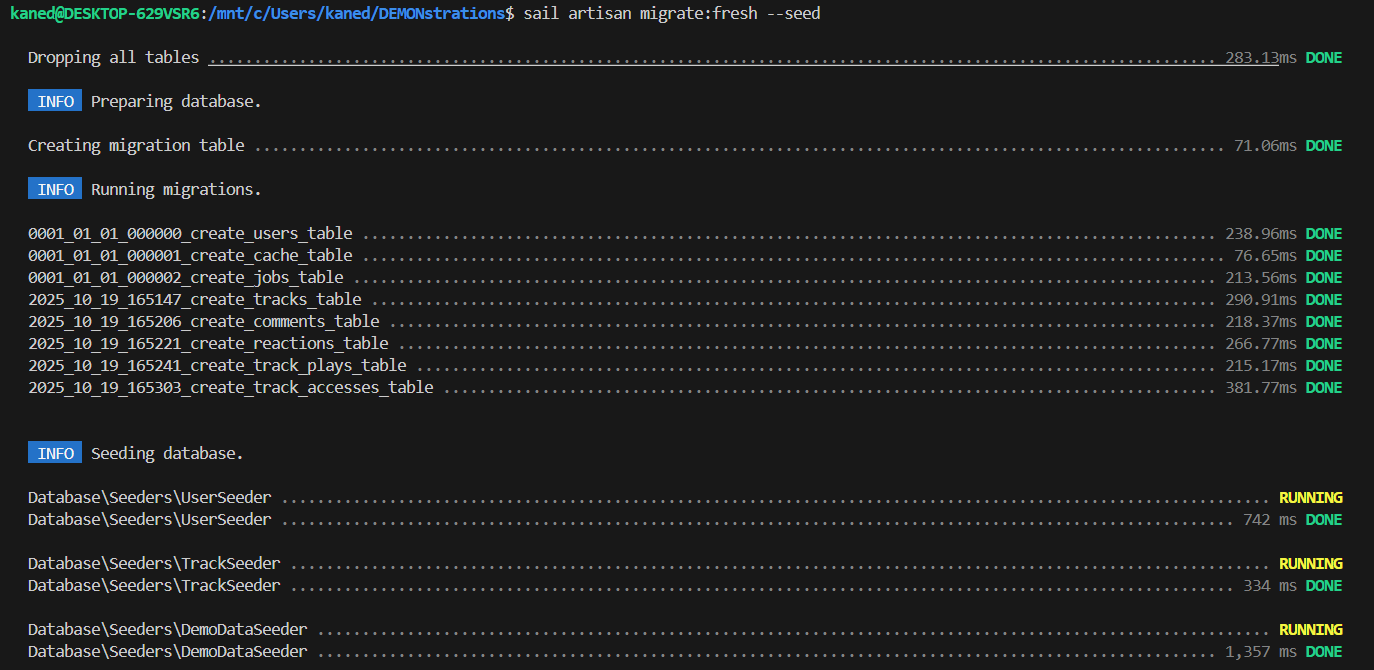 kaned@DESKTOP-629VSR6:/mnt/c/Users/kaned/DEMONstrations$ sail artisan migrate:fresh --seed
Dropping all tables ........................................................................................................ 283.13ms DONE
INFO Preparing database.
Creating migration table ........................................................................................................ 71.06ms DONE
INFO Running migrations.
0001_01_01_000000_create_users_table ........................................................................................ 238.96ms DONE
0001_01_01_000001_create_cache_table ........................................................................................ 76.65ms DONE
0001_01_01_000002_create_jobs_table ........................................................................................ 213.56ms DONE
2025_10_19_165147_create_tracks_table ...................................................................................... 290.91ms DONE
2025_10_19_165206_create_comments_table .................................................................................... 218.37ms DONE
2025_10_19_165221_create_reactions_table ................................................................................... 266.77ms DONE
2025_10_19_165241_create_track_plays_table ................................................................................. 215.17ms DONE
2025_10_19_165303_create_track_accesses_table .............................................................................. 381.77ms DONE
INFO Seeding database.
Database\Seeders\UserSeeder ................................................................................................ RUNNING
Database\Seeders\UserSeeder ................................................................................................ 742 ms DONE
Database\Seeders\TrackSeeder ............................................................................................... RUNNING
Database\Seeders\TrackSeeder ............................................................................................... 334 ms DONE
Database\Seeders\DemoDataSeeder ............................................................................................ RUNNING
Database\Seeders\DemoDataSeeder ............................................................................................ 1,357 ms DONE